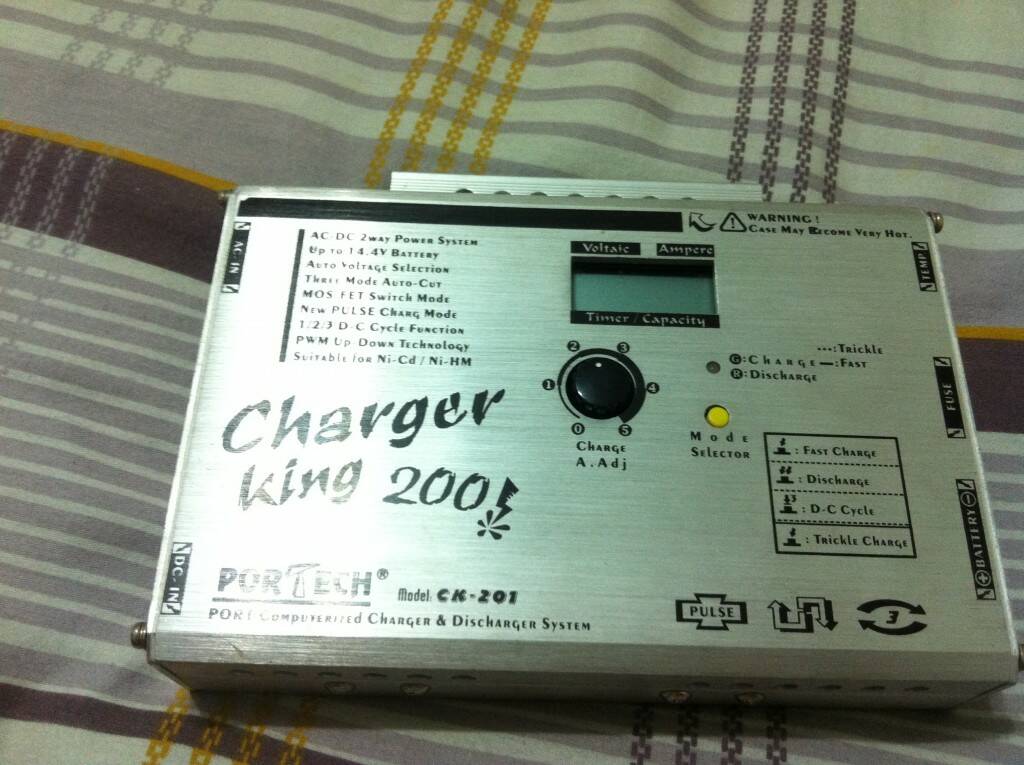 WARNING !
CASE MAY BECOME VERY HOT.
AC-IN
AC-DC 2WAY POWER SYSTEM
UP TO 14.4V BATTERY
AUTO VOLTAGE SELECTION
THREE MODE AUTO-CUT
MOS-FET SWITCH MODE
NEW PULSE CHARG MODE
1/2/3 D-C CYCLE FUNCTION
PWM UP DOWN TECHNOLOGY
SUITABLE FOR NI-CD / NI-HM
Voltaic Ampere
Timer / Capacity
TEMP
0 1 2 3 4 5
CHARGE
A.Adj
...:TRICKLE
G:CHARGE —:FAST
R:DISCHARGE
FUSE
MODE
SELECTOR
: FAST CHARGE
: DISCHARGE
3 : D-C CYCLE
: TRICKLE CHARGE
Charger
King 200!
DC-IN
+ BATTERY -
PORTECH®
Model: CK-201
PORT COMPUTERIZED CHARGER & DISCHARGER SYSTEM
PULSE
3